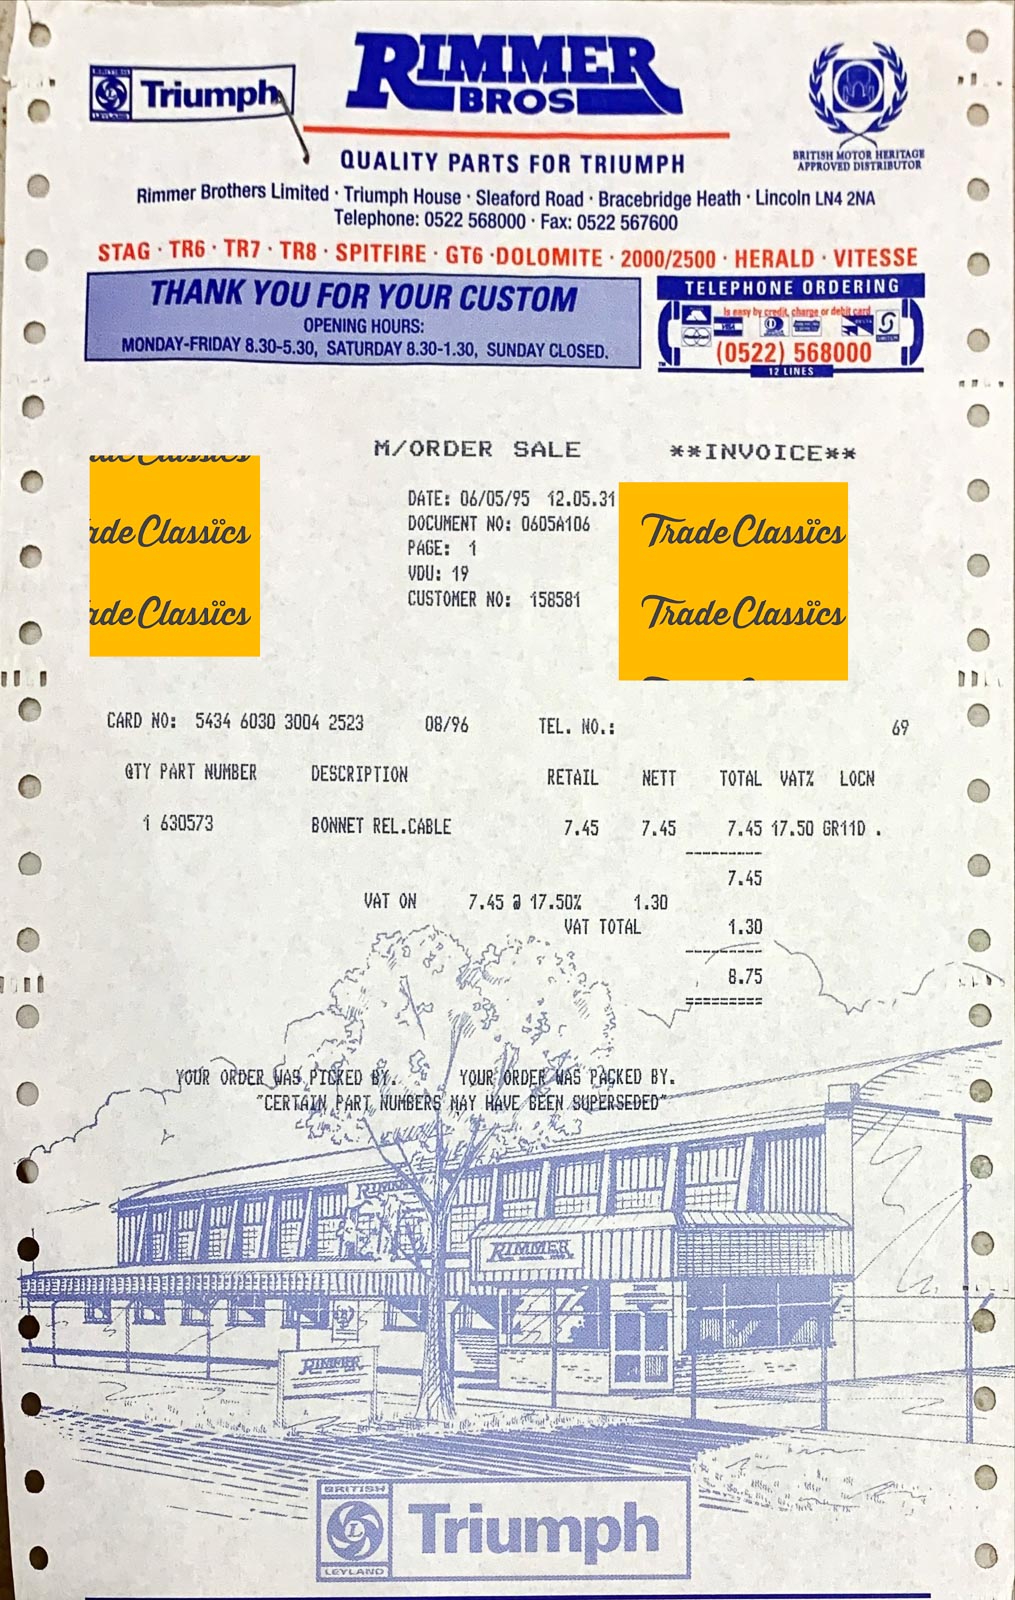 BRITISH
LEYLAND
Triumph
RIMMER
BROS
QUALITY PARTS FOR TRIUMPH
BRITISH MOTOR HERITAGE
APPROVED DISTRIBUTOR
Rimmer Brothers Limited · Triumph House · Sleaford Road · Bracebridge Heath · Lincoln LN4 2NA
Telephone: 0522 568000 · Fax: 0522 567600
STAG · TR6 · TR7 · TR8 · SPITFIRE · GT6 · DOLOMITE · 2000/2500 · HERALD · VITESSE
THANK YOU FOR YOUR CUSTOM
OPENING HOURS:
MONDAY-FRIDAY 8.30-5.30, SATURDAY 8.30-1.30, SUNDAY CLOSED.
TELEPHONE ORDERING
Is easy by credit, charge or debit card
VISA
DELTA
SWITCH
(0522) 568000
12 LINES
M/ORDER SALE **INVOICE**
DATE: 06/05/95 12.05.31
DOCUMENT NO: 0605A106
PAGE: 1
VDU: 19
CUSTOMER NO: 158581
ade Classics
ade Classics
Trade Classics
Trade Classics
CARD NO: 5434 6030 3004 2523 08/96 TEL. NO.: 69
QTY PART NUMBER DESCRIPTION RETAIL NETT TOTAL VAT% LOCN
1 630573 BONNET REL.CABLE 7.45 7.45 7.45 17.50 GR11D .
---------
7.45
VAT ON 7.45 @ 17.50% 1.30
VAT TOTAL 1.30
---------
8.75
=========
YOUR ORDER WAS PICKED BY. YOUR ORDER WAS PACKED BY.
"CERTAIN PART NUMBERS MAY HAVE BEEN SUPERSEDED"
RIMMER
RIMMER
RIMMER
BRITISH
L
LEYLAND
Triumph